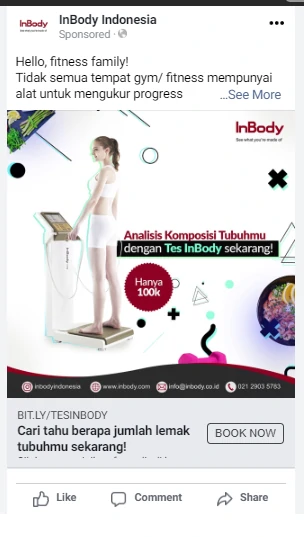 InBody
InBody Indonesia
Sponsored ·
Hello, fitness family!
Tidak semua tempat gym/ fitness mempunyai
alat untuk mengukur progress ...See More
InBody
See what you're made of
InBody
Analisis Komposisi Tubuhmu
dengan Tes InBody sekarang!
Hanya
100k
inbodyindonesia www.inbody.com info@inbody.co.id 021 2903 5783
BIT.LY/TESINBODY
Cari tahu berapa jumlah lemak
tubuhmu sekarang!
BOOK NOW
Like Comment Share